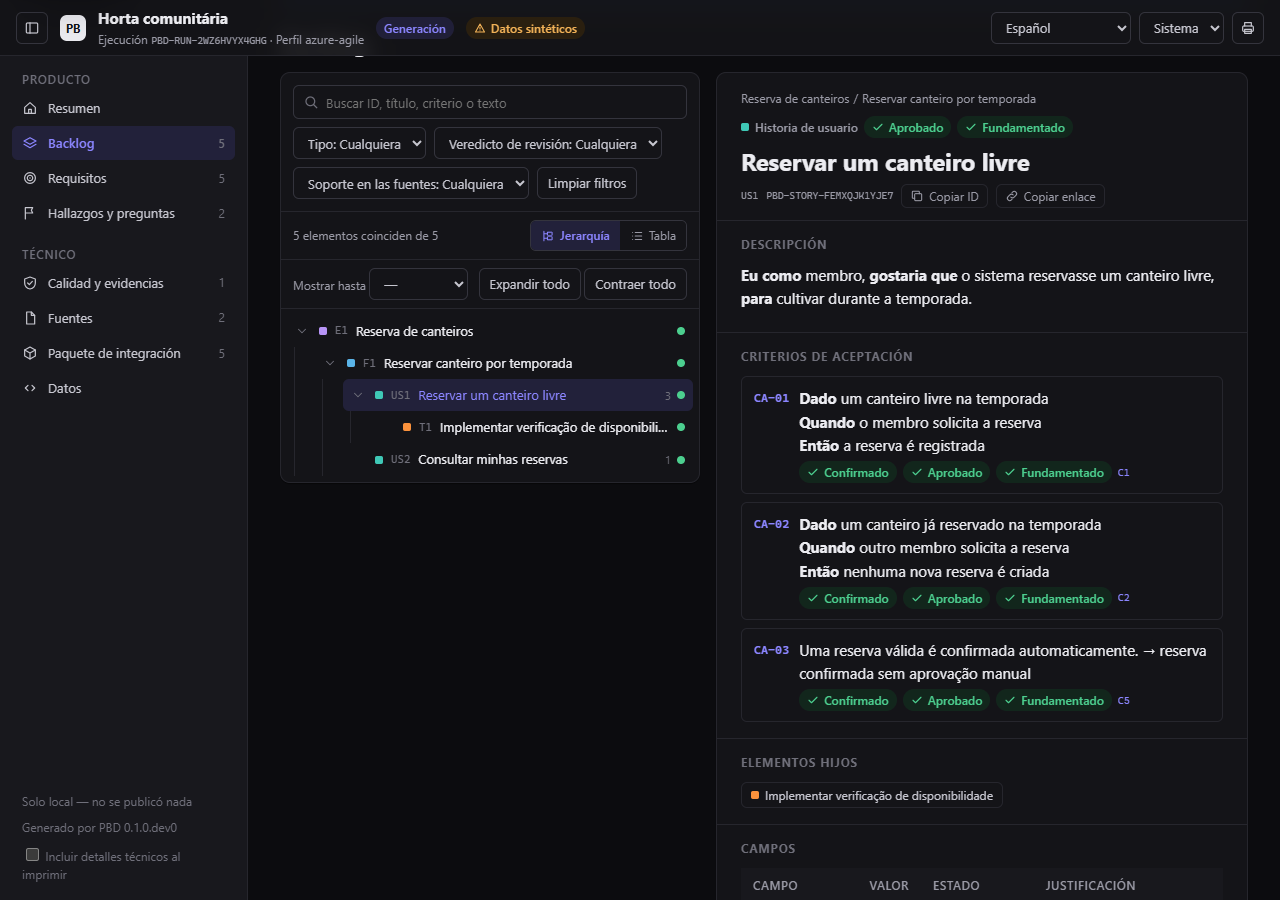 PB
Horta comunitária
Ejecución PBD-RUN-2WZ6HVYX4GHG · Perfil azure-agile
Generación
Datos sintéticos
Español
Sistema
PRODUCTO
Resumen
Backlog 5
Requisitos 5
Hallazgos y preguntas 2
TÉCNICO
Calidad y evidencias 1
Fuentes 2
Paquete de integración 5
Datos
Solo local — no se publicó nada
Generado por PBD 0.1.0.dev0
Incluir detalles técnicos al
imprimir
Buscar ID, título, criterio o texto
Tipo: Cualquiera
Veredicto de revisión: Cualquiera
Soporte en las fuentes: Cualquiera
Limpiar filtros
5 elementos coinciden de 5
Jerarquía
Tabla
Mostrar hasta
—
Expandir todo
Contraer todo
E1 Reserva de canteiros
F1 Reservar canteiro por temporada
US1 Reservar um canteiro livre 3
T1 Implementar verificação de disponibili...
US2 Consultar minhas reservas 1
Reserva de canteiros / Reservar canteiro por temporada
Historia de usuario
Aprobado
Fundamentado
Reservar um canteiro livre
US1 PBD-STORY-FEMXQJK1YJE7
Copiar ID
Copiar enlace
DESCRIPCIÓN
Eu como membro, gostaria que o sistema reservasse um canteiro livre,
para cultivar durante a temporada.
CRITERIOS DE ACEPTACIÓN
CA-01 Dado um canteiro livre na temporada
Quando o membro solicita a reserva
Então a reserva é registrada
Confirmado Aprobado Fundamentado C1
CA-02 Dado um canteiro já reservado na temporada
Quando outro membro solicita a reserva
Então nenhuma nova reserva é criada
Confirmado Aprobado Fundamentado C2
CA-03 Uma reserva válida é confirmada automaticamente. → reserva
confirmada sem aprovação manual
Confirmado Aprobado Fundamentado C5
ELEMENTOS HIJOS
Implementar verificação de disponibilidade
CAMPOS
CAMPO VALOR ESTADO JUSTIFICACIÓN